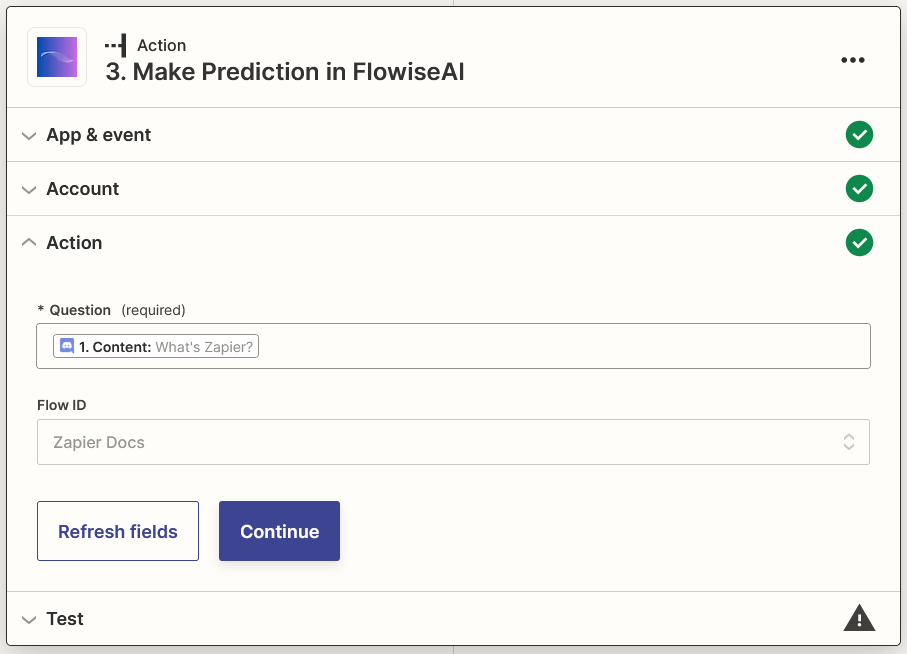 Action
3. Make Prediction in FlowiseAI
App & event
Account
Action
* Question (required)
1. Content: What's Zapier?
Flow ID
Zapier Docs
Refresh fields Continue
Test